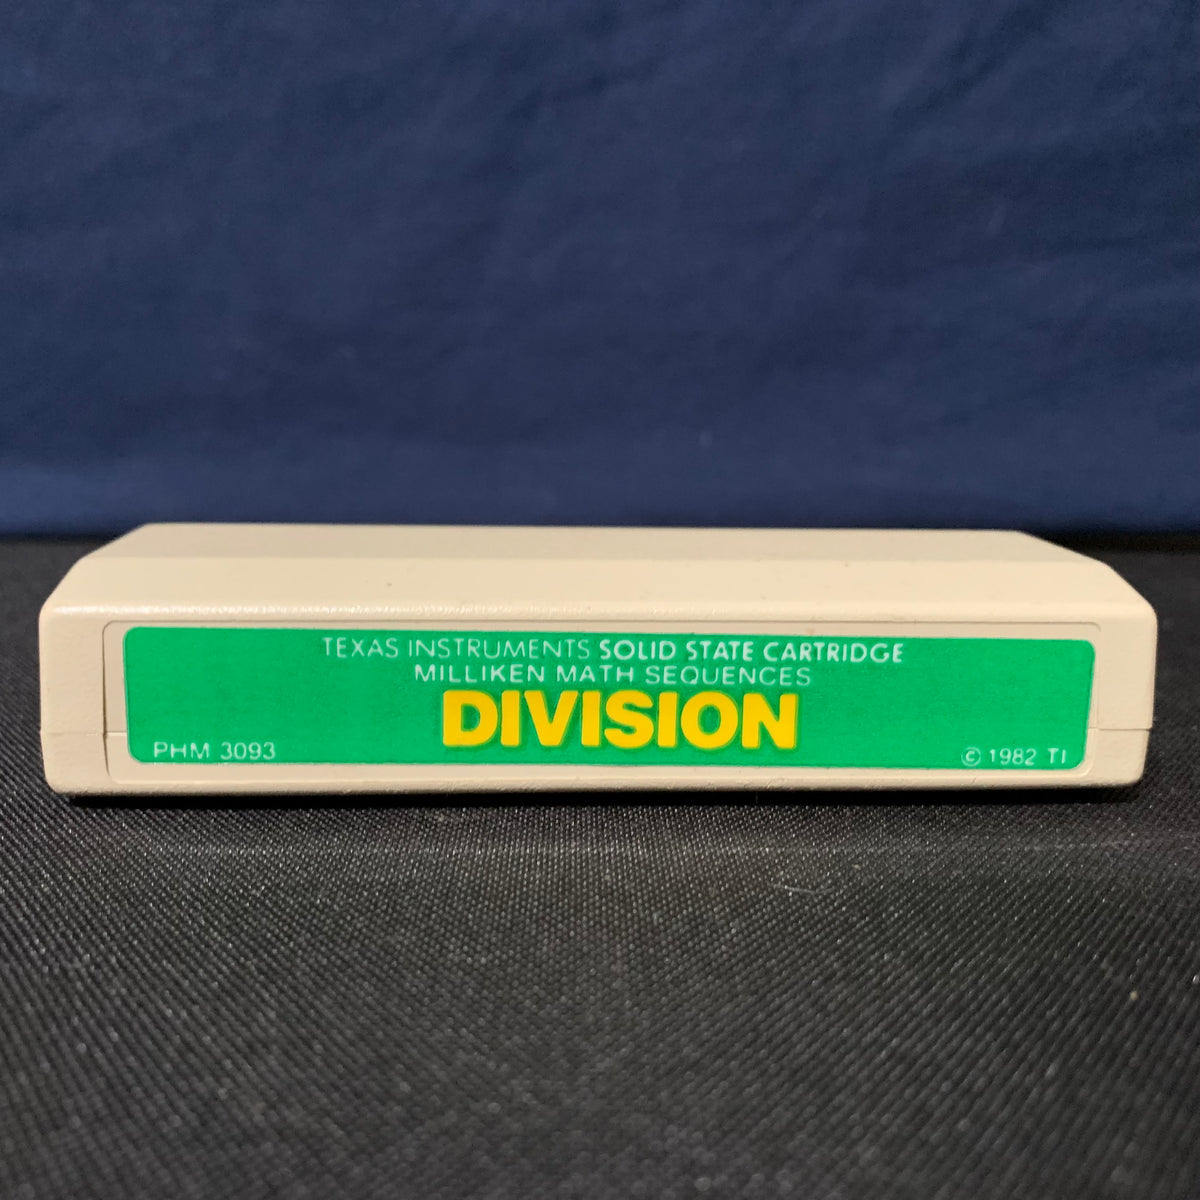 TEXAS INSTRUMENTS SOLID STATE CARTRIDGE
MILLIKEN MATH SEQUENCES
DIVISION
PHM 3093
© 1982 TI